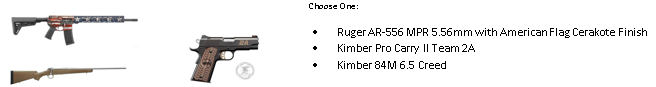 Choose One:
• Ruger AR-556 MPR 5.56mm with American Flag Cerakote Finish
• Kimber Pro Carry II Team 2A
• Kimber 84M 6.5 Creed